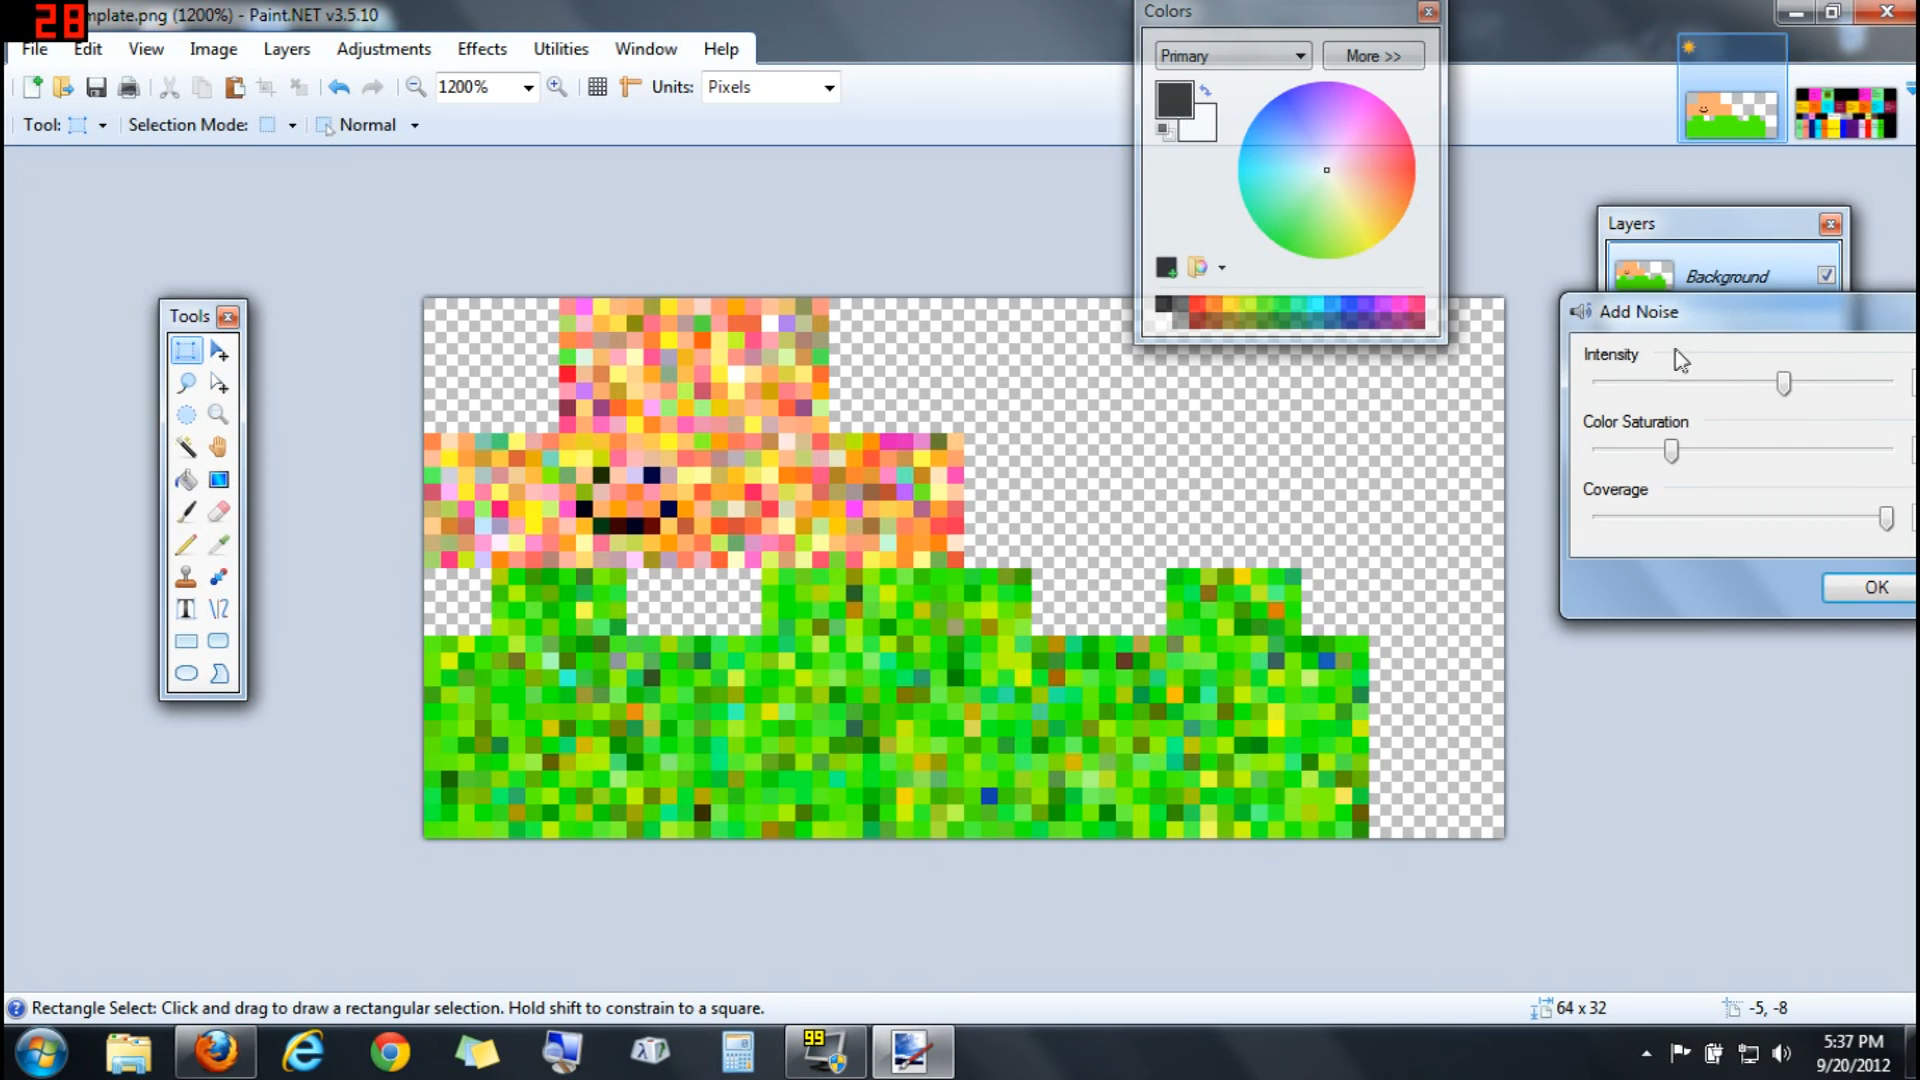 28
mplate.png (1200%) - Paint.NET v3.5.10
File Edit View Image Layers Adjustments Effects Utilities Window Help
1200% Units: Pixels
Tool: Selection Mode: Normal
Colors
Primary More >>
Layers
Background
Tools
Add Noise
Intensity
Color Saturation
Coverage
OK
Rectangle Select: Click and drag to draw a rectangular selection. Hold shift to constrain to a square.
64 x 32 -5, -8
99
5:37 PM
9/20/2012